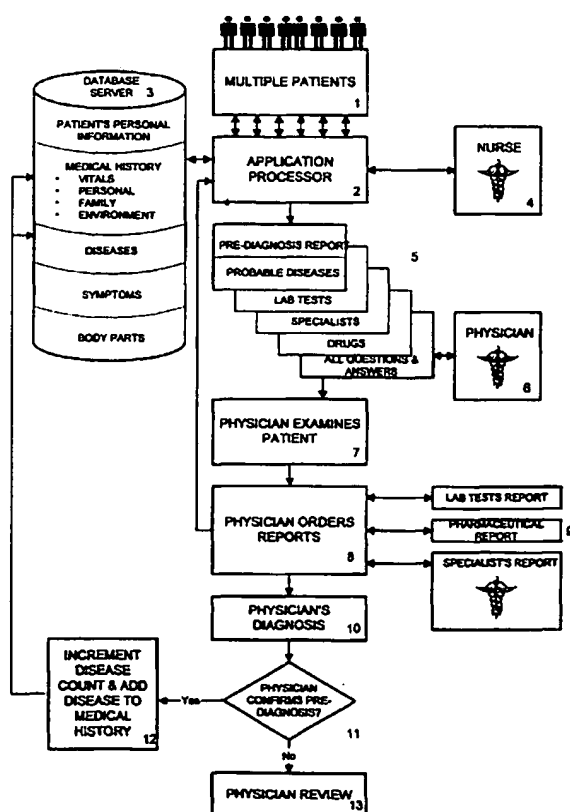 MULTIPLE PATIENTS
1
DATABASE
SERVER 3
PATIENT'S PERSONAL
INFORMATION
MEDICAL HISTORY
• VITALS
• PERSONAL
• FAMILY
• ENVIRONMENT
DISEASES
SYMPTOMS
BODY PARTS
APPLICATION
PROCESSOR
2
NURSE
4
PRE-DIAGNOSIS REPORT
PROBABLE DISEASES
LAB TESTS
SPECIALISTS
DRUGS
ALL QUESTIONS &
ANSWERS
5
PHYSICIAN
6
PHYSICIAN EXAMINES
PATIENT
7
PHYSICIAN ORDERS
REPORTS
8
LAB TESTS REPORT
PHARMACEUTICAL
REPORT
9
SPECIALIST'S REPORT
PHYSICIAN'S
DIAGNOSIS
10
INCREMENT
DISEASE
COUNT & ADD
DISEASE TO
MEDICAL
HISTORY
12
Yes
PHYSICIAN
CONFIRMS PRE-
DIAGNOSIS?
11
No
PHYSICIAN REVIEW
13